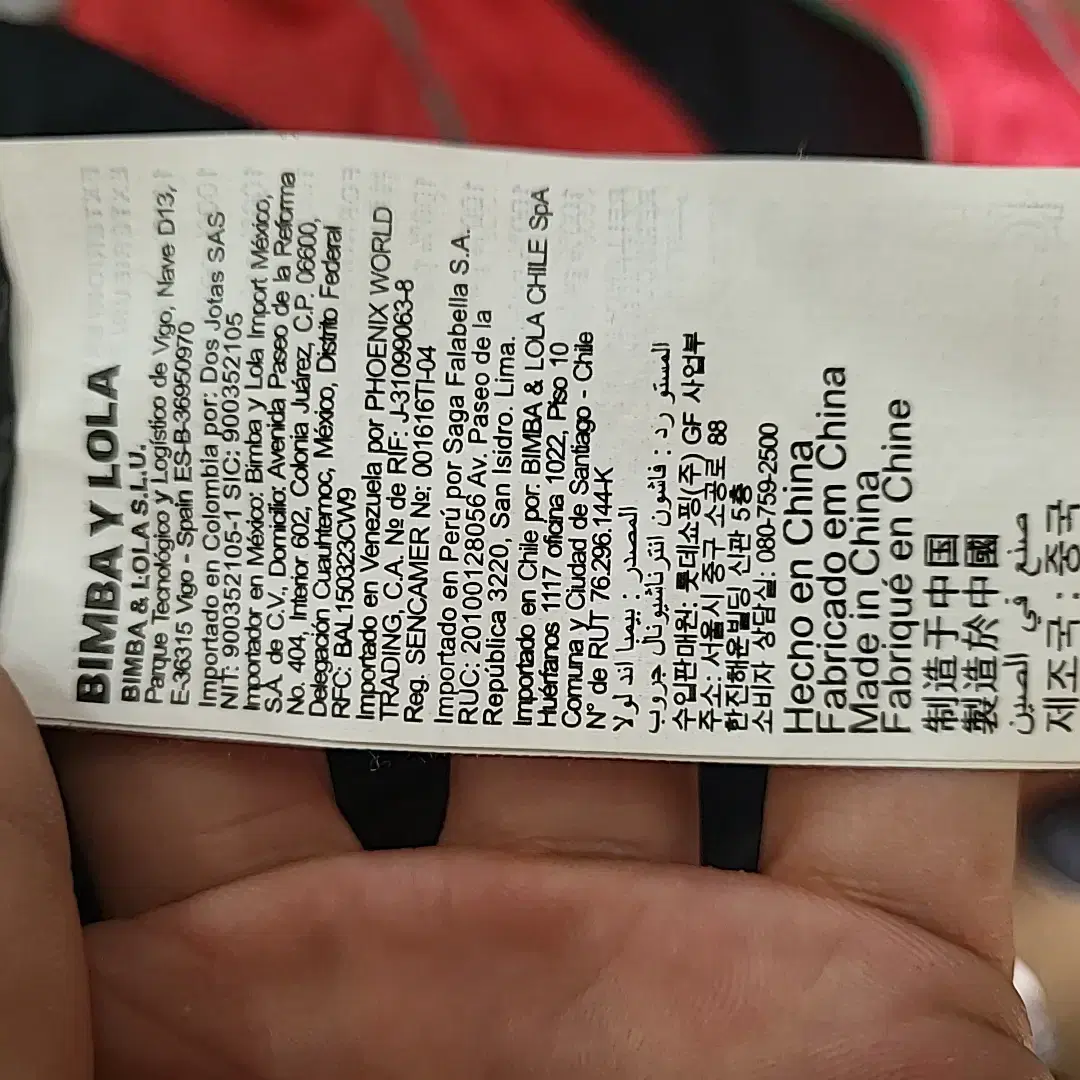 BIMBA Y LOLA
BIMBA & LOLA S.L.U.
Parque Tecnológico y Logístico de Vigo, Nave D13,
E-36315 Vigo - Spain ES-B-36950970
Importado en Colombia por: Dos Jotas SAS
NIT: 900352105-1 SIC: 900352105
Importador en México: Bimba y Lola Import México,
S.A. de C.V., Domicilio: Avenida Paseo de la Reforma
No. 404, Interior 602, Colonia Juárez, C.P. 06600,
Delegación Cuauhtemoc, México, Distrito Federal
RFC: BAL150323CW9
Importado en Venezuela por PHOENIX WORLD
TRADING, C.A. Nº de RIF: J-31099063-8
Reg. SENCAMER Nº: 001616TI-04
Importado en Perú por Saga Falabella S.A.
RUC: 20100128056 Av. Paseo de la
República 3220, San Isidro. Lima.
Importado en Chile por: BIMBA & LOLA CHILE SpA
Huérfanos 1117 oficina 1022, Piso 10
Comuna y Ciudad de Santiago - Chile
Nº de RUT 76.296.144-K
المصدر : بيمبا اند لولا
المستورد : فاشون انترناشيونال جروب
수입판매원: 롯데쇼핑(주) GF 사업부
주소: 서울시 중구 소공로 88
한진해운빌딩 신관 5층
소비자 상담실: 080-759-2500
Hecho en China
Fabricado em China
Made in China
Fabriqué en Chine
制造于中国
製造於中國
صنع في الصين
제조국 : 중국